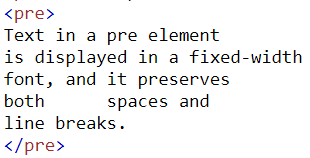 <pre>
Text in a pre element
is displayed in a fixed-width
font, and it preserves
both      spaces and
line breaks.
</pre>